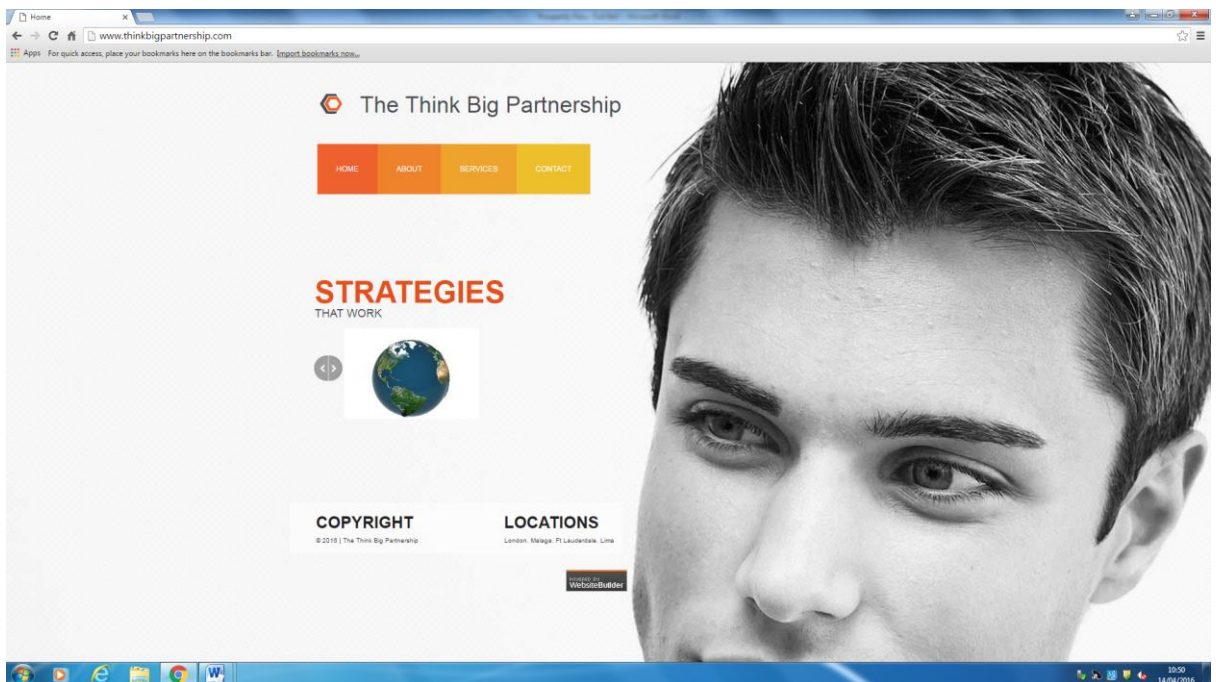 Home
www.thinkbigpartnership.com
Apps For quick access, place your bookmarks here on the bookmarks bar. Import bookmarks now...
The Think Big Partnership
HOME ABOUT SERVICES CONTACT
STRATEGIES
THAT WORK
COPYRIGHT LOCATIONS
© 2016 | The Think Big Partnership London. Malaga. Ft Lauderdale. Lima
POWERED BY
WebsiteBuilder
10:50
14/04/2016